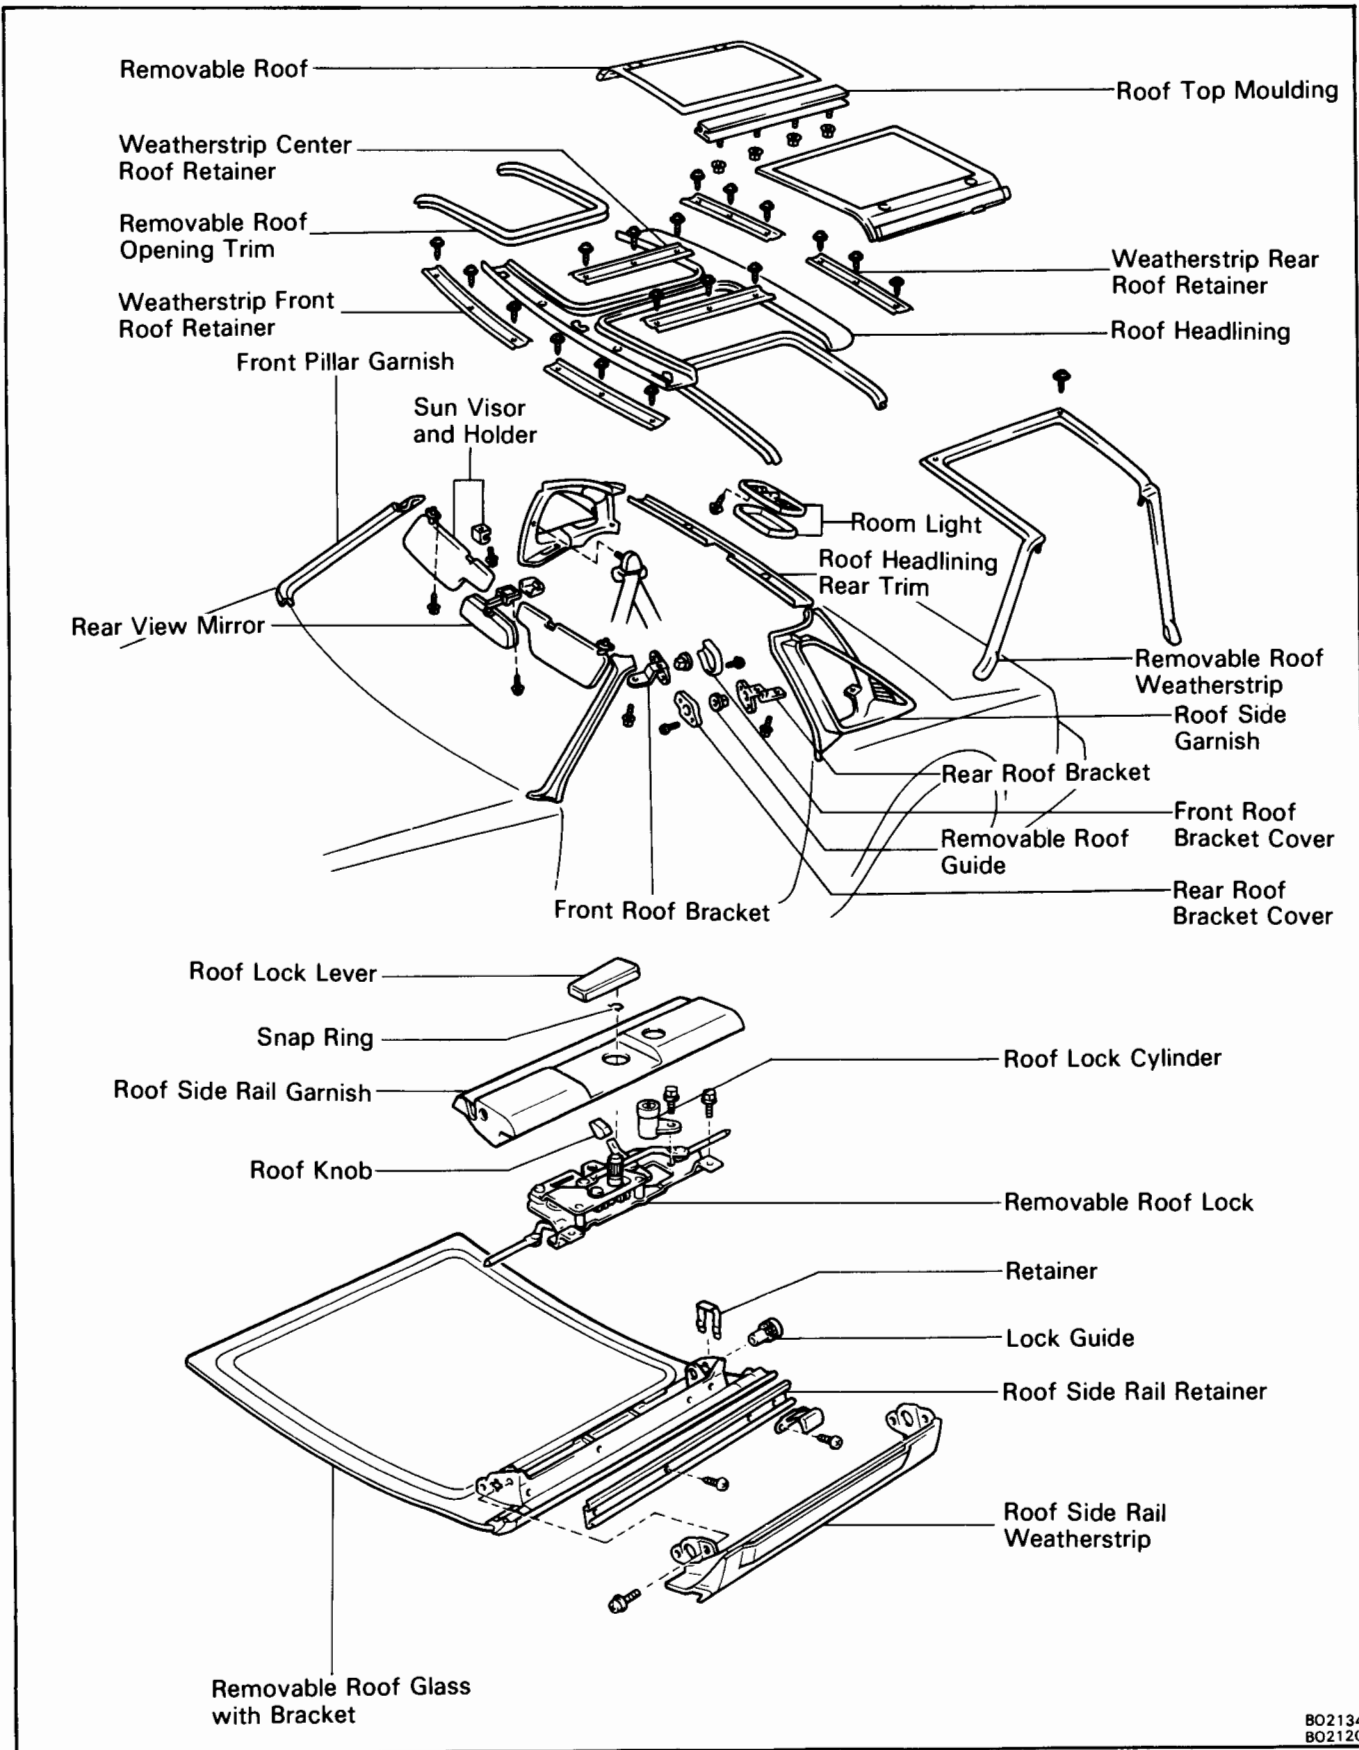 Removable Roof
Roof Top Moulding
Weatherstrip Center
Roof Retainer
Removable Roof
Opening Trim
Weatherstrip Rear
Roof Retainer
Weatherstrip Front
Roof Retainer
Roof Headlining
Front Pillar Garnish
Sun Visor
and Holder
Room Light
Roof Headlining
Rear Trim
Rear View Mirror
Removable Roof
Weatherstrip
Roof Side
Garnish
Rear Roof Bracket
Front Roof
Bracket Cover
Removable Roof
Guide
Rear Roof
Bracket Cover
Front Roof Bracket
Roof Lock Lever
Snap Ring
Roof Lock Cylinder
Roof Side Rail Garnish
Roof Knob
Removable Roof Lock
Retainer
Lock Guide
Roof Side Rail Retainer
Roof Side Rail
Weatherstrip
Removable Roof Glass
with Bracket